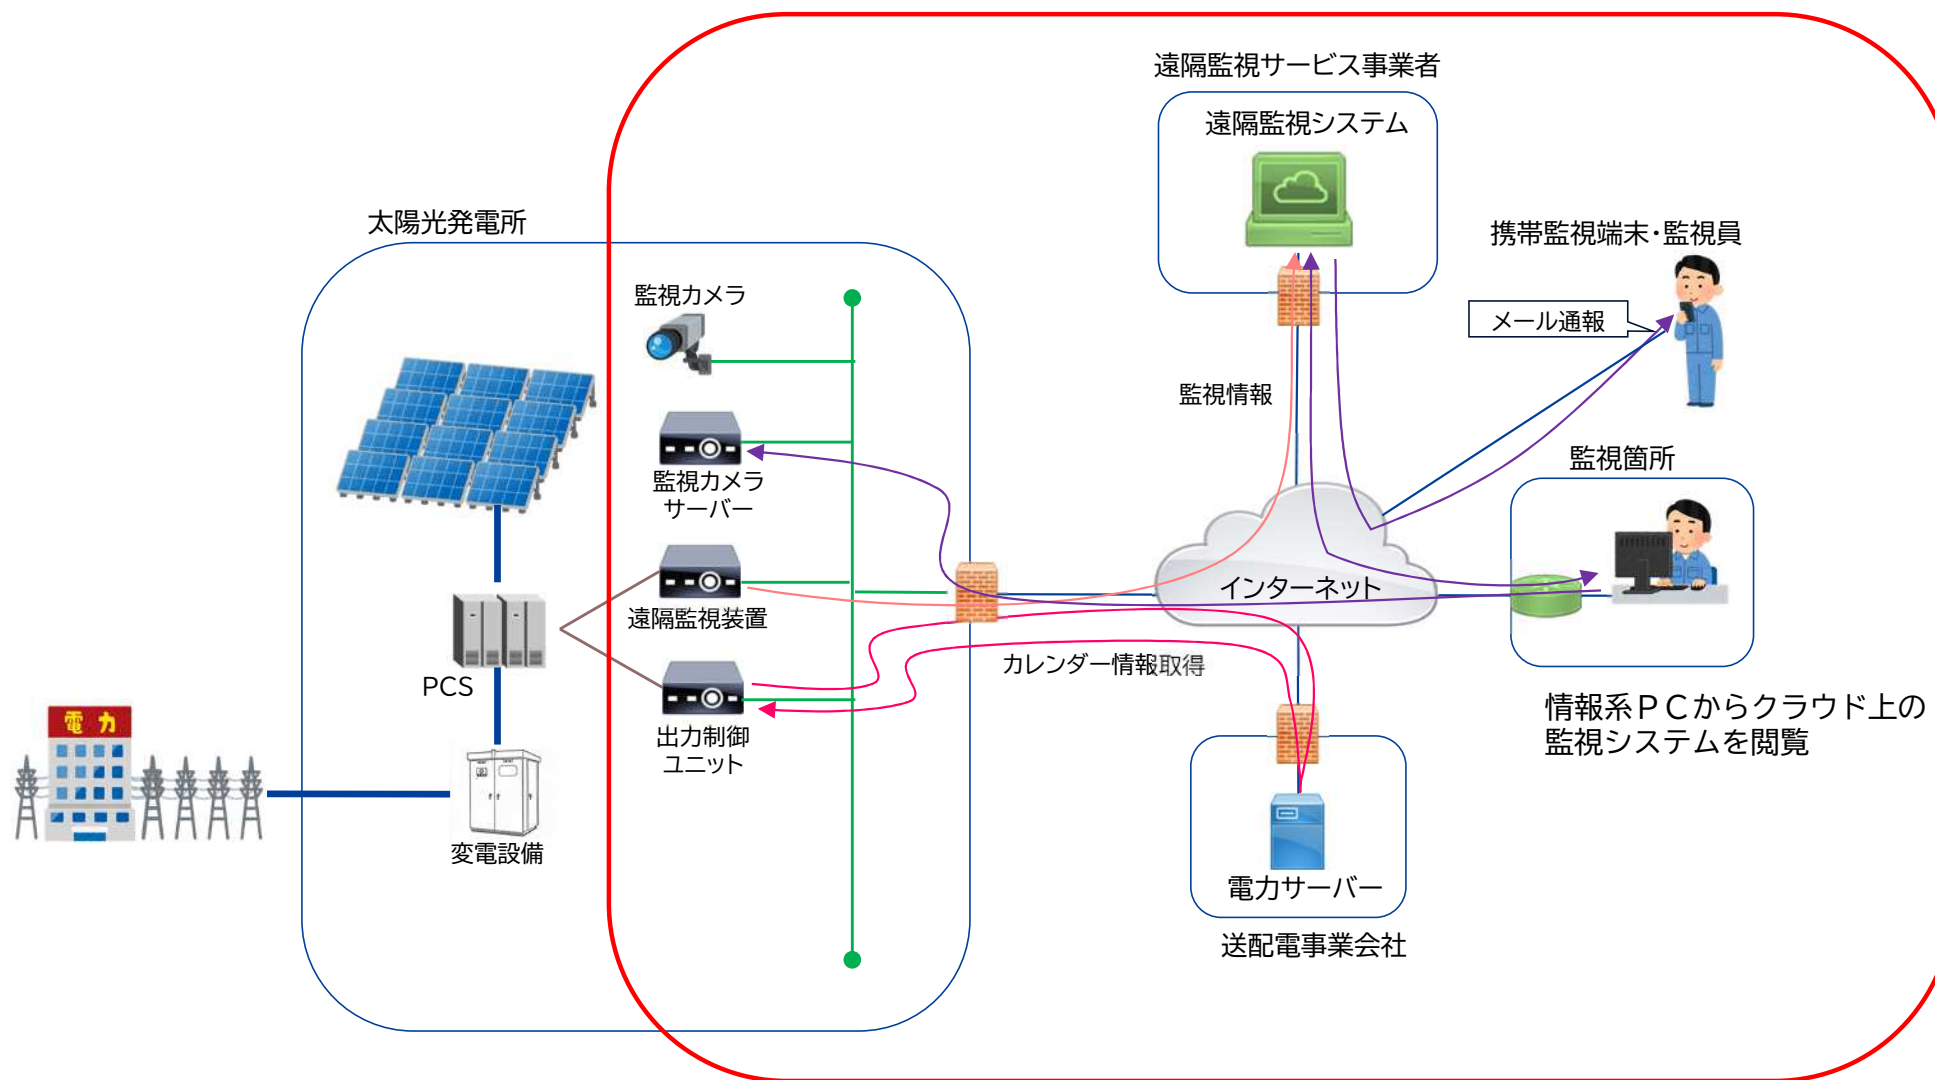 遠隔監視サービス事業者
遠隔監視システム
太陽光発電所
携帯監視端末・監視員
監視カメラ
メール通報
監視情報
監視箇所
監視カメラ
サーバー
インターネット
遠隔監視装置
カレンダー情報取得
PCS
情報系ＰＣからクラウド上の
監視システムを閲覧
電力
出力制御
ユニット
変電設備
電力サーバー
送配電事業会社